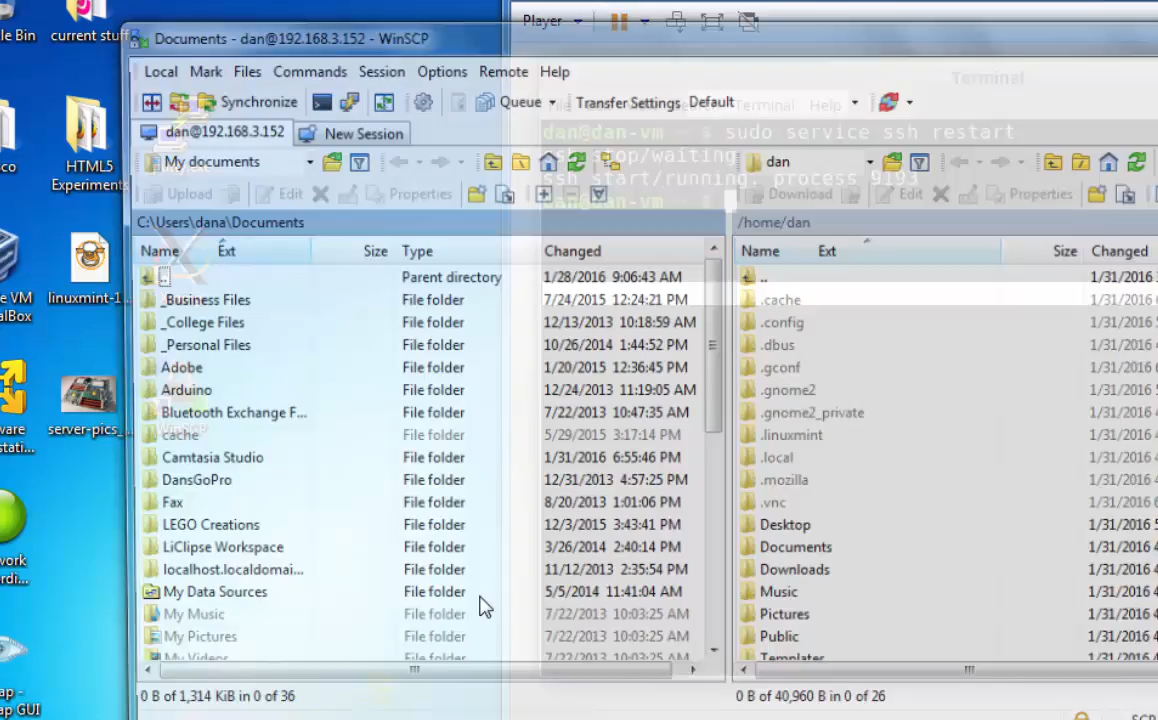 le Bin
current stuff
Player
Documents - dan@192.168.3.152 - WinSCP
Local Mark Files Commands Session Options Remote Help
Terminal
Synchronize Queue Transfer Settings Default Terminal Help
dan@192.168.3.152 New Session
dan@dan-vm ~ $ sudo service ssh restart
ssh stop/waiting
ssh start/running, process 9193
dan@dan-vm
My documents dan
Upload Edit Properties Download Edit Properties
C:\Users\dana\Documents /home/dan
Name Ext Size Type Changed Name Ext Size Changed
.. Parent directory 1/28/2016 9:06:43 AM .. 1/31/2016
_Business Files File folder 7/24/2015 12:24:21 PM .cache 1/31/2016
_College Files File folder 12/13/2013 10:18:59 AM .config 1/31/2016
_Personal Files File folder 10/26/2014 1:44:52 PM .dbus 1/31/2016
Adobe File folder 1/20/2015 12:36:45 PM .gconf 1/31/2016
Arduino File folder 12/24/2013 11:19:05 AM .gnome2 1/31/2016
Bluetooth Exchange F... File folder 7/22/2013 10:47:35 AM .gnome2_private 1/31/2016
cache File folder 5/29/2015 3:17:14 PM .linuxmint 1/31/2016
Camtasia Studio File folder 1/31/2016 6:55:46 PM .local 1/31/2016
DansGoPro File folder 12/31/2013 4:57:25 PM .mozilla 1/31/2016
Fax File folder 8/20/2013 1:01:06 PM .vnc 1/31/2016
LEGO Creations File folder 12/3/2015 3:43:41 PM Desktop 1/31/2016
LiClipse Workspace File folder 3/26/2014 2:40:14 PM Documents 1/31/2016
localhost.localdomai... File folder 11/12/2013 2:35:54 PM Downloads 1/31/2016
My Data Sources File folder 5/5/2014 11:41:04 AM Music 1/31/2016
My Music File folder 7/22/2013 10:03:25 AM Pictures 1/31/2016
My Pictures File folder 7/22/2013 10:03:25 AM Public 1/31/2016
My Videos File folder 7/22/2013 10:03:25 AM Templates 1/31/2016
0 B of 1,314 KiB in 0 of 36 0 B of 40,960 B in 0 of 26
sco
HTML5
Experiments
WinSCP
e VM
alBox
linuxmint-1...
ware
stati...
server-pics_...
work
rdi...
ap -
ap GUI